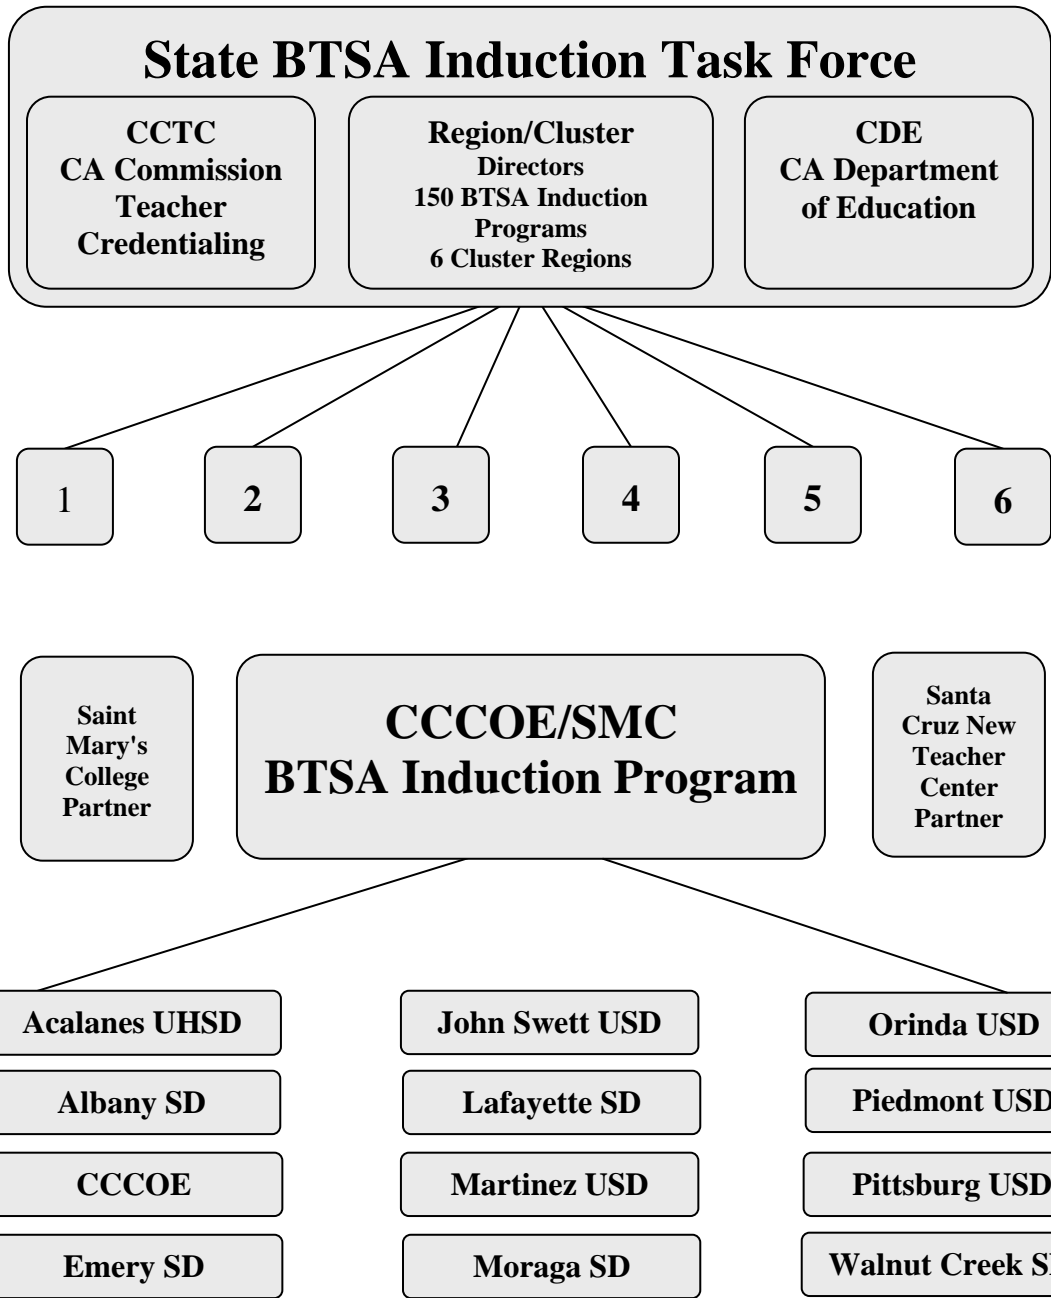 State BTSA Induction Task Force
CCTC
CA Commission
Teacher
Credentialing
Region/Cluster
Directors
150 BTSA Induction
Programs
6 Cluster Regions
CDE
CA Department
of Education
1
2
3
4
5
6
Saint
Mary's
College
Partner
CCCOE/SMC
BTSA Induction Program
Santa
Cruz New
Teacher
Center
Partner
Acalanes UHSD
John Swett USD
Orinda USD
Albany SD
Lafayette SD
Piedmont USD
CCCOE
Martinez USD
Pittsburg USD
Emery SD
Moraga SD
Walnut Creek S